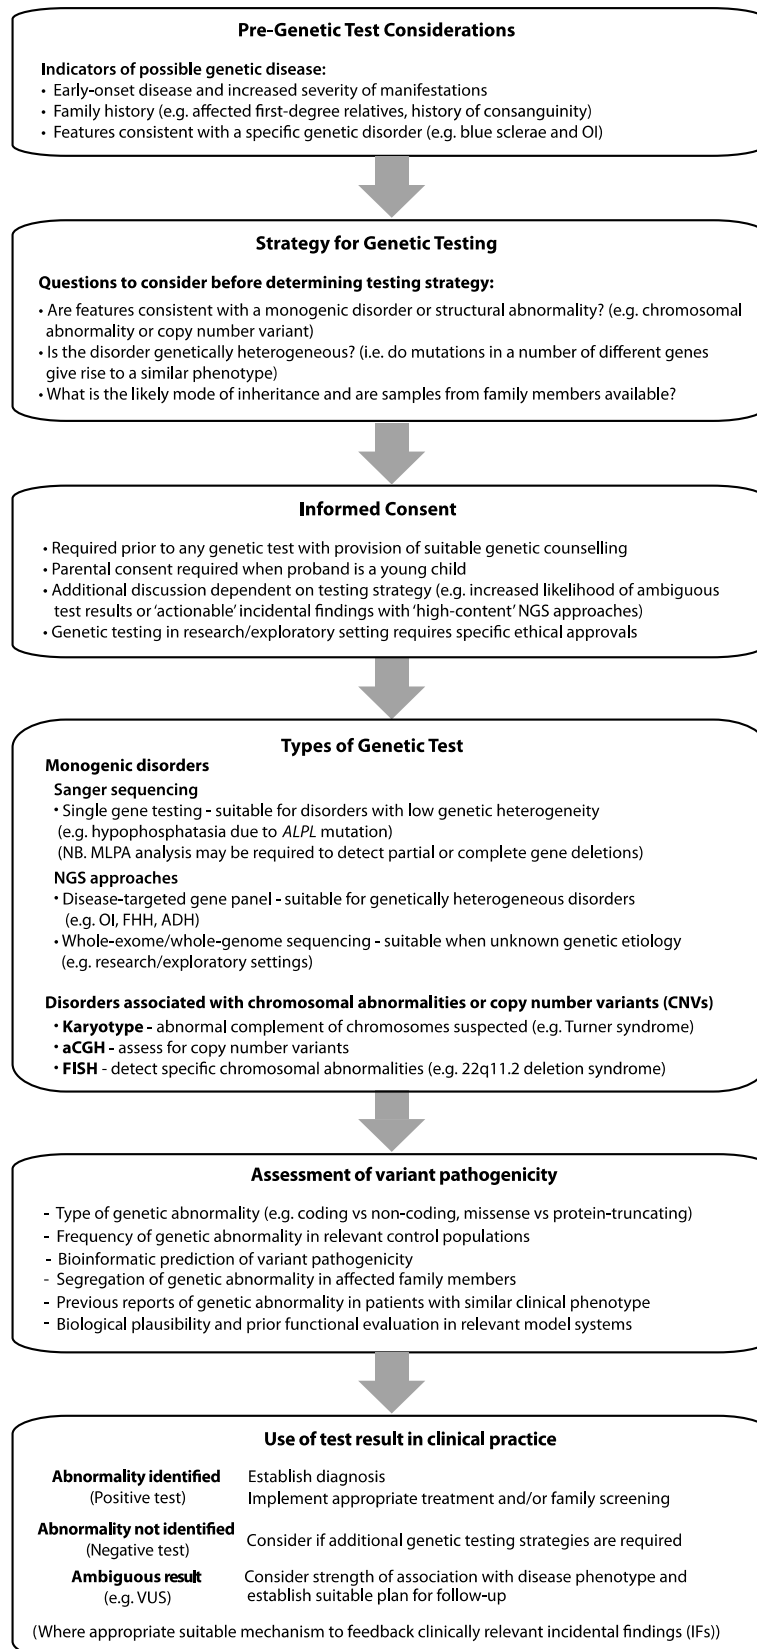 Pre-Genetic Test Considerations
Indicators of possible genetic disease:
• Early-onset disease and increased severity of manifestations
• Family history (e.g. affected first-degree relatives, history of consanguinity)
• Features consistent with a specific genetic disorder (e.g. blue sclerae and OI)
Strategy for Genetic Testing
Questions to consider before determining testing strategy:
• Are features consistent with a monogenic disorder or structural abnormality? (e.g. chromosomal
abnormality or copy number variant)
• Is the disorder genetically heterogeneous? (i.e. do mutations in a number of different genes
give rise to a similar phenotype)
• What is the likely mode of inheritance and are samples from family members available?
Informed Consent
• Required prior to any genetic test with provision of suitable genetic counselling
• Parental consent required when proband is a young child
• Additional discussion dependent on testing strategy (e.g. increased likelihood of ambiguous
test results or ‘actionable’ incidental findings with ‘high-content’ NGS approaches)
• Genetic testing in research/exploratory setting requires specific ethical approvals
Types of Genetic Test
Monogenic disorders
Sanger sequencing
• Single gene testing - suitable for disorders with low genetic heterogeneity
(e.g. hypophosphatasia due to ALPL mutation)
(NB. MLPA analysis may be required to detect partial or complete gene deletions)
NGS approaches
• Disease-targeted gene panel - suitable for genetically heterogeneous disorders
(e.g. OI, FHH, ADH)
• Whole-exome/whole-genome sequencing - suitable when unknown genetic etiology
(e.g. research/exploratory settings)
Disorders associated with chromosomal abnormalities or copy number variants (CNVs)
• Karyotype - abnormal complement of chromosomes suspected (e.g. Turner syndrome)
• aCGH - assess for copy number variants
• FISH - detect specific chromosomal abnormalities (e.g. 22q11.2 deletion syndrome)
Assessment of variant pathogenicity
- Type of genetic abnormality (e.g. coding vs non-coding, missense vs protein-truncating)
- Frequency of genetic abnormality in relevant control populations
- Bioinformatic prediction of variant pathogenicity
- Segregation of genetic abnormality in affected family members
- Previous reports of genetic abnormality in patients with similar clinical phenotype
- Biological plausibility and prior functional evaluation in relevant model systems
Use of test result in clinical practice
Abnormality identified Establish diagnosis
(Positive test) Implement appropriate treatment and/or family screening
Abnormality not identified Consider if additional genetic testing strategies are required
(Negative test)
Ambiguous result Consider strength of association with disease phenotype and
(e.g. VUS) establish suitable plan for follow-up
(Where appropriate suitable mechanism to feedback clinically relevant incidental findings (IFs))